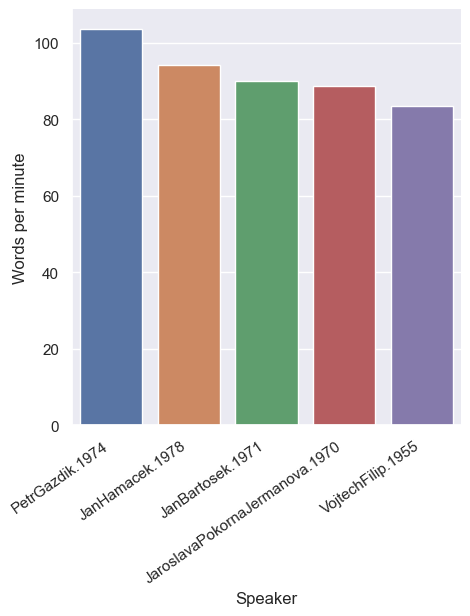 Words per minute
100
80
60
40
20
0
PetrGazdik.1974
JanHamacek.1978
JanBartosek.1971
JaroslavaPokornaJermanova.1970
VojtechFilip.1955
Speaker